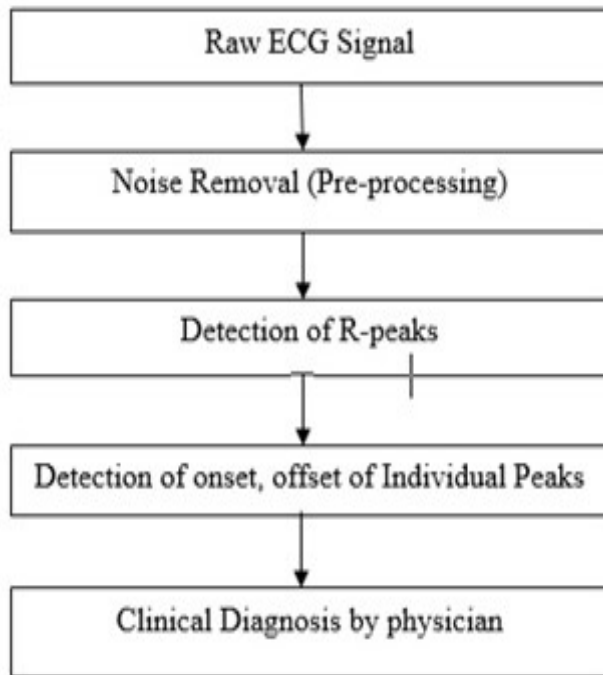 Raw ECG Signal
Noise Removal (Pre-processing)
Detection of R-peaks
Detection of onset, offset of Individual Peaks
Clinical Diagnosis by physician